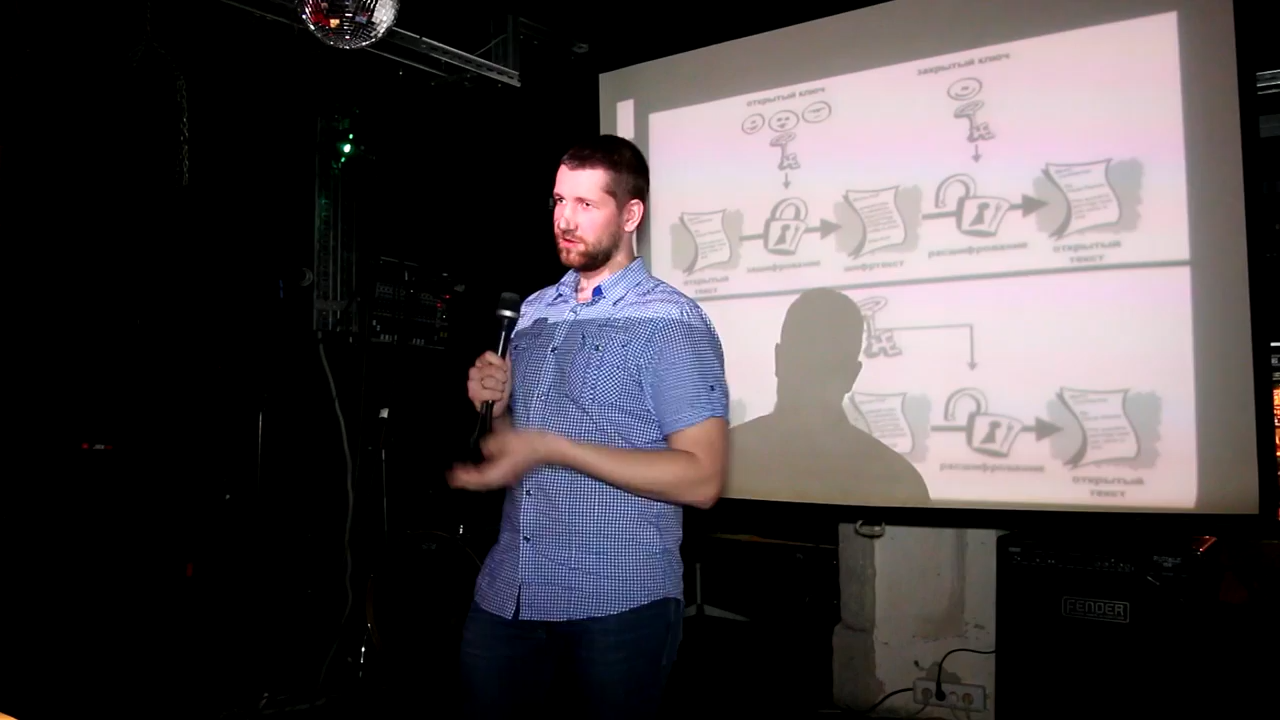 закрытый ключ
открытый ключ
открытый
текст
зашифрование
шифртекст
расшифрование
открытый
текст
расшифрование
открытый
текст
FENDER